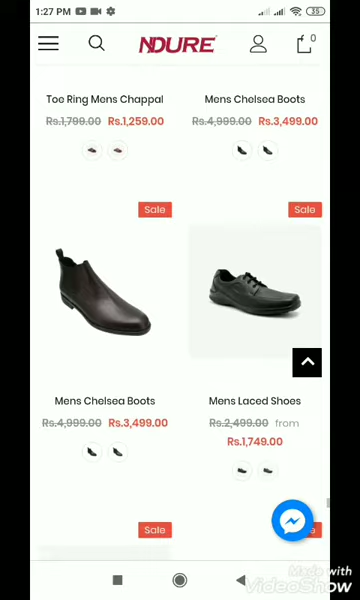 1:27 PM
35
NDURE
0
Toe Ring Mens Chappal
Rs.1,799.00 Rs.1,259.00
Mens Chelsea Boots
Rs.4,999.00 Rs.3,499.00
Sale
Sale
Mens Chelsea Boots
Rs.4,999.00 Rs.3,499.00
Mens Laced Shoes
Rs.2,499.00 from
Rs.1,749.00
Sale
Made with
VideoShow